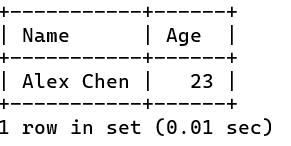 +-----------+------+
| Name      | Age  |
+-----------+------+
| Alex Chen |   23 |
+-----------+------+
1 row in set (0.01 sec)